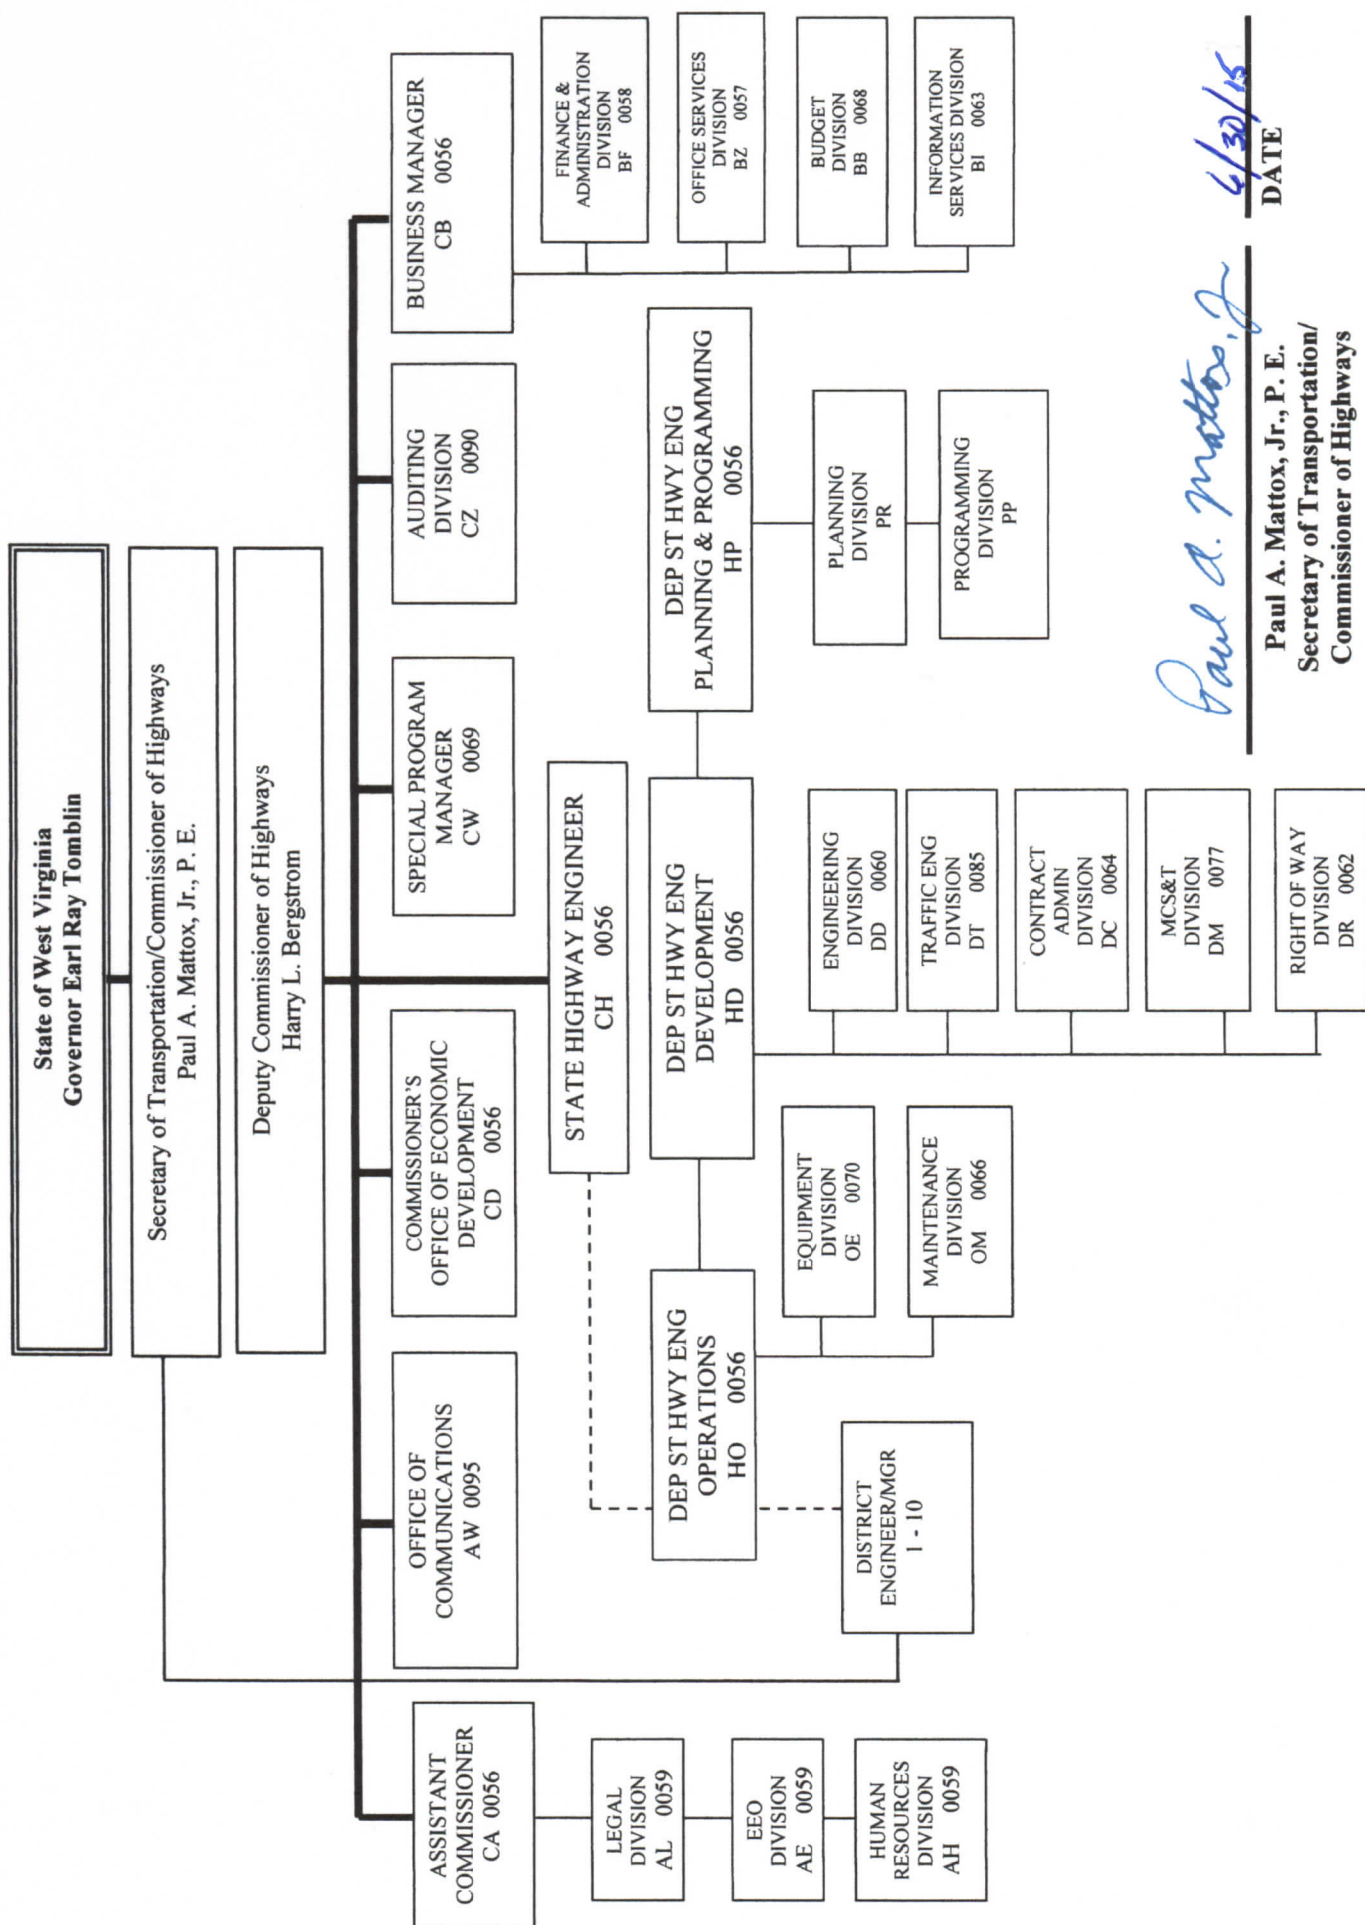 State of West Virginia
Governor Earl Ray Tomblin
Secretary of Transportation/Commissioner of Highways
Paul A. Mattox, Jr., P. E.
Deputy Commissioner of Highways
Harry L. Bergstrom
ASSISTANT
COMMISSIONER
CA 0056
OFFICE OF
COMMUNICATIONS
AW 0095
COMMISSIONER'S
OFFICE OF ECONOMIC
DEVELOPMENT
CD 0056
SPECIAL PROGRAM
MANAGER
CW 0069
AUDITING
DIVISION
CZ 0090
BUSINESS MANAGER
CB 0056
STATE HIGHWAY ENGINEER
CH 0056
LEGAL
DIVISION
AL 0059
EEO
DIVISION
AE 0059
HUMAN
RESOURCES
DIVISION
AH 0059
DEP ST HWY ENG
OPERATIONS
HO 0056
DEP ST HWY ENG
DEVELOPMENT
HD 0056
DEP ST HWY ENG
PLANNING & PROGRAMMING
HP 0056
FINANCE &
ADMINISTRATION
DIVISION
BF 0058
OFFICE SERVICES
DIVISION
BZ 0057
BUDGET
DIVISION
BB 0068
INFORMATION
SERVICES DIVISION
BI 0063
DISTRICT
ENGINEER/MGR
1 - 10
EQUIPMENT
DIVISION
OE 0070
MAINTENANCE
DIVISION
OM 0066
ENGINEERING
DIVISION
DD 0060
TRAFFIC ENG
DIVISION
DT 0085
CONTRACT
ADMIN
DIVISION
DC 0064
MCS&T
DIVISION
DM 0077
RIGHT OF WAY
DIVISION
DR 0062
PLANNING
DIVISION
PR
PROGRAMMING
DIVISION
PP
Paul A. Mattox, Jr
6/30/15
Paul A. Mattox, Jr., P. E.
Secretary of Transportation/
Commissioner of Highways
DATE